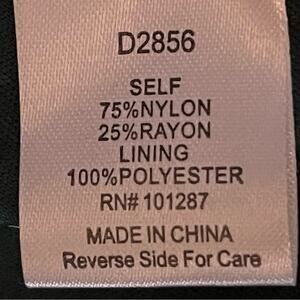 D2856
SELF
75%NYLON
25%RAYON
LINING
100%POLYESTER
RN# 101287
MADE IN CHINA
Reverse Side For Care